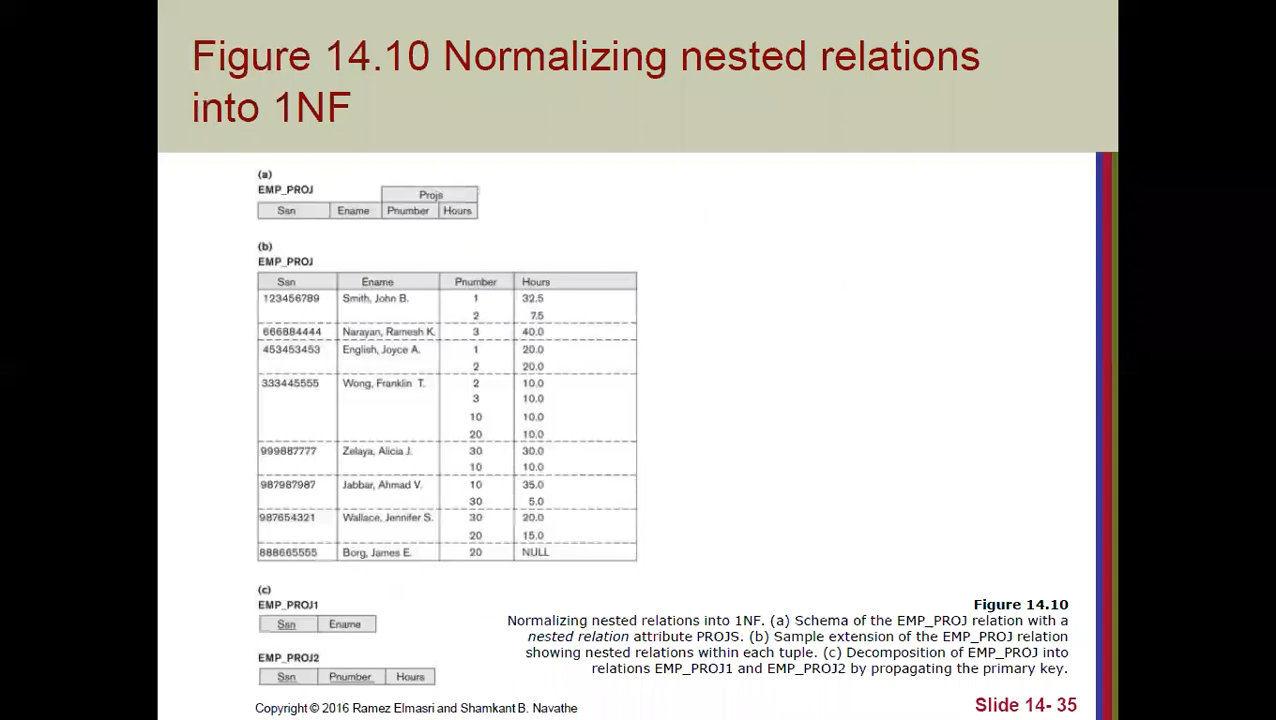 Figure 14.10 Normalizing nested relations
into 1NF
(a)
EMP_PROJ
Projs
Ssn Ename Pnumber Hours
(b)
EMP_PROJ
Ssn Ename Pnumber Hours
123456789 Smith, John B. 1 32.5
2 7.5
666884444 Narayan, Ramesh K. 3 40.0
453453453 English, Joyce A. 1 20.0
2 20.0
333445555 Wong, Franklin T. 2 10.0
3 10.0
10 10.0
20 10.0
999887777 Zelaya, Alicia J. 30 30.0
10 10.0
987987987 Jabbar, Ahmad V. 10 35.0
30 5.0
987654321 Wallace, Jennifer S. 30 20.0
20 15.0
888665555 Borg, James E. 20 NULL
(c)
EMP_PROJ1
Ssn Ename
EMP_PROJ2
Ssn Pnumber Hours
Figure 14.10
Normalizing nested relations into 1NF. (a) Schema of the EMP_PROJ relation with a
nested relation attribute PROJS. (b) Sample extension of the EMP_PROJ relation
showing nested relations within each tuple. (c) Decomposition of EMP_PROJ into
relations EMP_PROJ1 and EMP_PROJ2 by propagating the primary key.
Copyright © 2016 Ramez Elmasri and Shamkant B. Navathe
Slide 14- 35